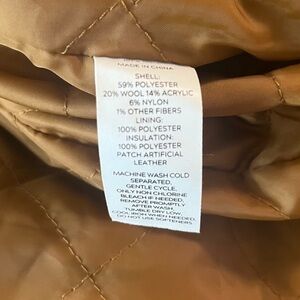 MADE IN CHINA
SHELL:
59% POLYESTER
20% WOOL 14% ACRYLIC
6% NYLON
1% OTHER FIBERS
LINING:
100% POLYESTER
INSULATION:
100% POLYESTER
PATCH ARTIFICIAL
LEATHER
MACHINE WASH COLD
SEPARATED,
GENTLE CYCLE,
ONLY NON CHLORINE
BLEACH IF NEEDED,
REMOVE PROMPTLY
AFTER WASH,
TUMBLE DRY LOW,
COOL IRON WHEN NEEDED,
DO NOT USE SOFTENERS